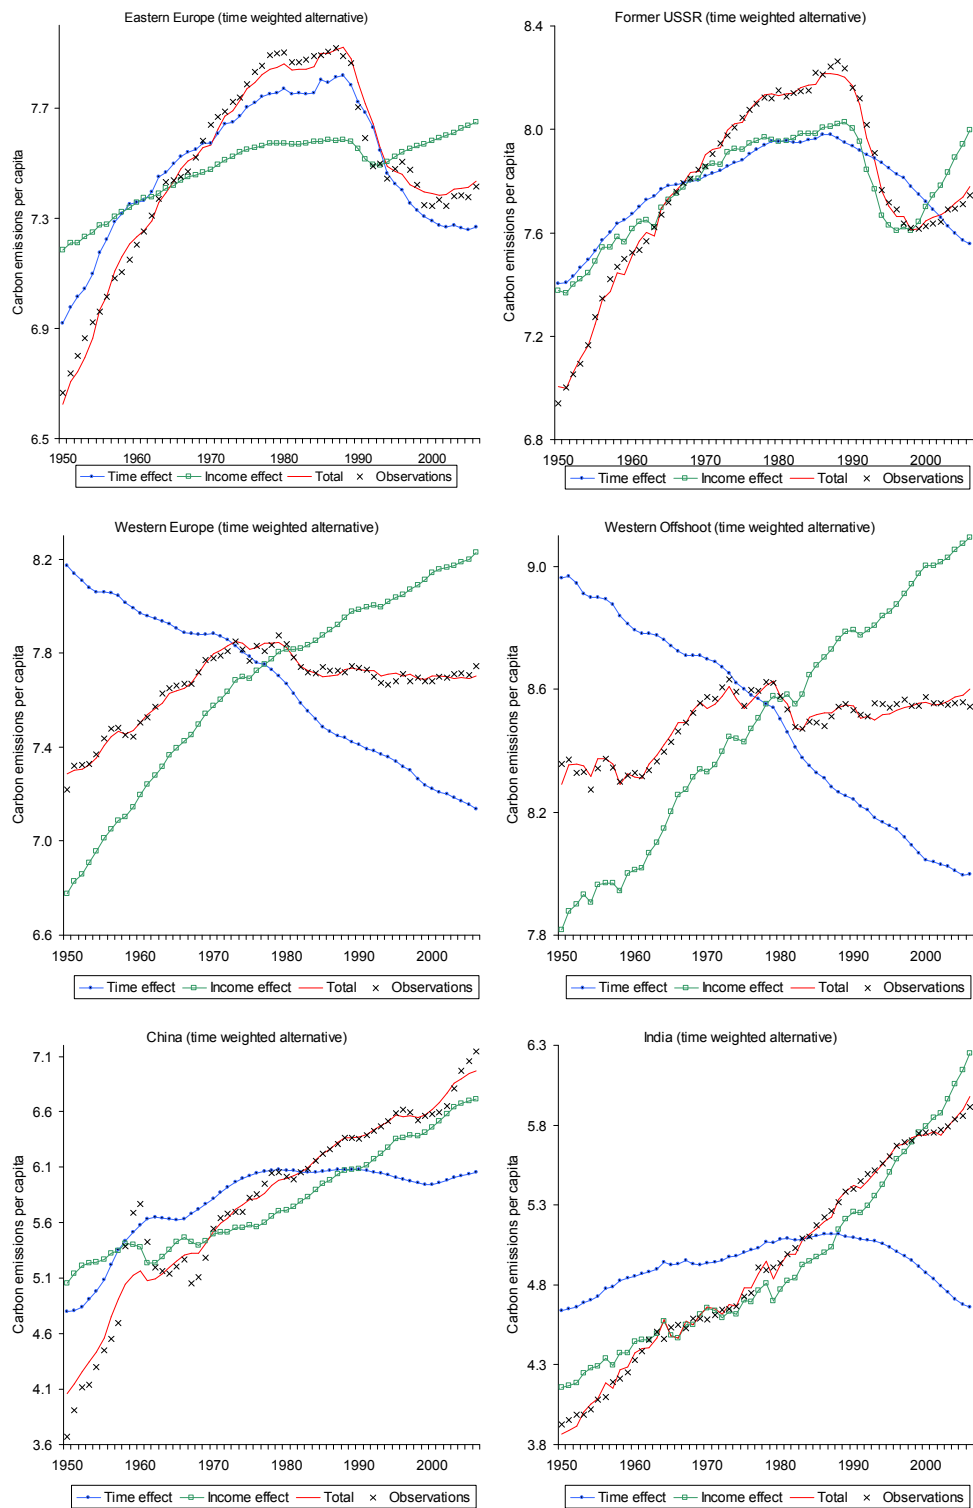 Eastern Europe (time weighted alternative)
Carbon emissions per capita
7.7
7.3
6.9
6.5
1950 1960 1970 1980 1990 2000
Time effect Income effect Total Observations
Former USSR (time weighted alternative)
Carbon emissions per capita
8.4
8.0
7.6
7.2
6.8
1950 1960 1970 1980 1990 2000
Time effect Income effect Total Observations
Western Europe (time weighted alternative)
Carbon emissions per capita
8.2
7.8
7.4
7.0
6.6
1950 1960 1970 1980 1990 2000
Time effect Income effect Total Observations
Western Offshoot (time weighted alternative)
Carbon emissions per capita
9.0
8.6
8.2
7.8
1950 1960 1970 1980 1990 2000
Time effect Income effect Total Observations
China (time weighted alternative)
Carbon emissions per capita
7.1
6.6
6.1
5.6
5.1
4.6
4.1
3.6
1950 1960 1970 1980 1990 2000
Time effect Income effect Total Observations
India (time weighted alternative)
Carbon emissions per capita
6.3
5.8
5.3
4.8
4.3
3.8
1950 1960 1970 1980 1990 2000
Time effect Income effect Total Observations